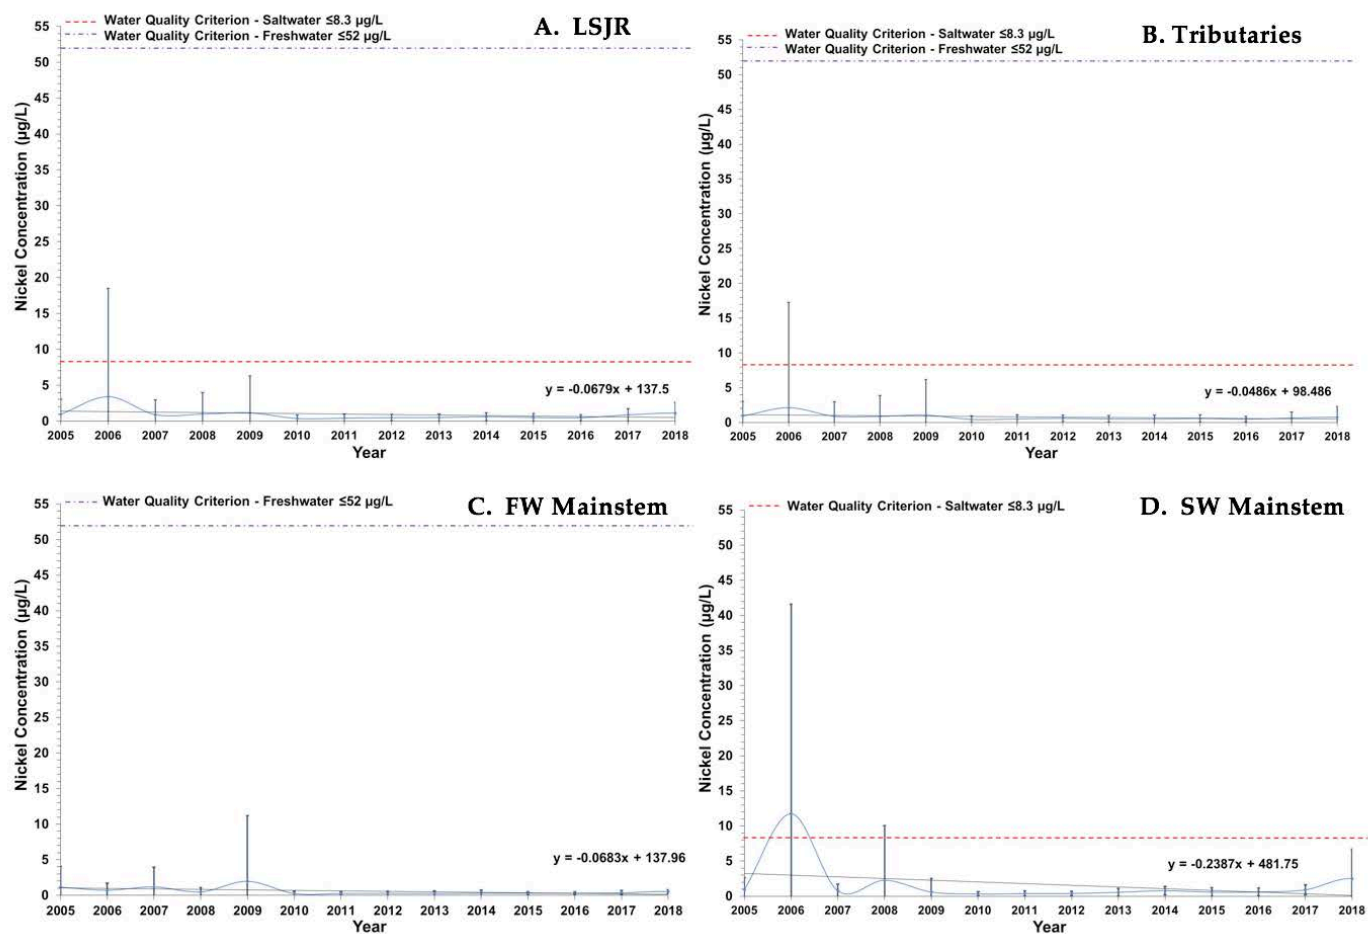 Water Quality Criterion - Saltwater ≤8.3 µg/L
Water Quality Criterion - Freshwater ≤52 µg/L
A. LSJR
Nickel Concentration (µg/L)
55
50
45
40
35
30
25
20
15
10
5
0
y = -0.0679x + 137.5
2005 2006 2007 2008 2009 2010 2011 2012 2013 2014 2015 2016 2017 2018
Year
Water Quality Criterion - Saltwater ≤8.3 µg/L
Water Quality Criterion - Freshwater ≤52 µg/L
B. Tributaries
Nickel Concentration (µg/L)
55
50
45
40
35
30
25
20
15
10
5
0
y = -0.0486x + 98.486
2005 2006 2007 2008 2009 2010 2011 2012 2013 2014 2015 2016 2017 2018
Year
Water Quality Criterion - Freshwater ≤52 µg/L
C. FW Mainstem
Nickel Concentration (µg/L)
55
50
45
40
35
30
25
20
15
10
5
0
y = -0.0683x + 137.96
2005 2006 2007 2008 2009 2010 2011 2012 2013 2014 2015 2016 2017 2018
Year
Water Quality Criterion - Saltwater ≤8.3 µg/L
D. SW Mainstem
Nickel Concentration (µg/L)
55
50
45
40
35
30
25
20
15
10
5
0
y = -0.2387x + 481.75
2005 2006 2007 2008 2009 2010 2011 2012 2013 2014 2015 2016 2017 2018
Year